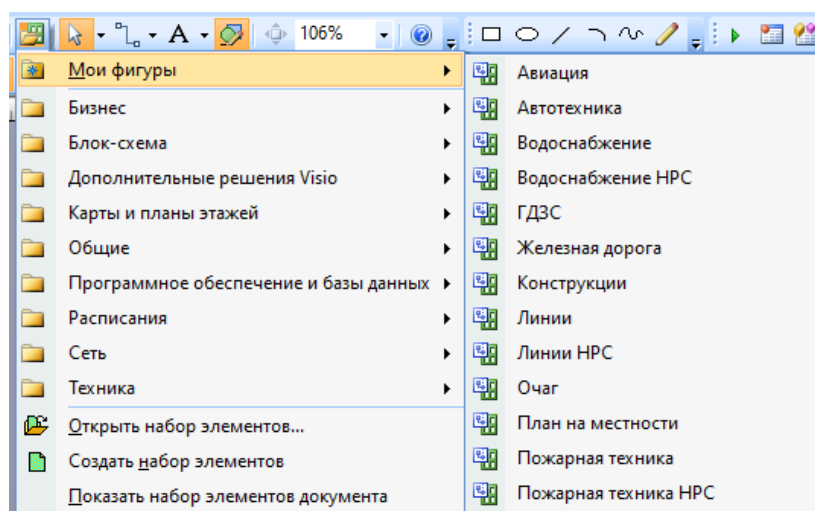 106%
Мои фигуры
Бизнес
Блок-схема
Дополнительные решения Visio
Карты и планы этажей
Общие
Программное обеспечение и базы данных
Расписания
Сеть
Техника
Открыть набор элементов...
Создать набор элементов
Показать набор элементов документа
Авиация
Автотехника
Водоснабжение
Водоснабжение НРС
ГДЗС
Железная дорога
Конструкции
Линии
Линии НРС
Очаг
План на местности
Пожарная техника
Пожарная техника НРС